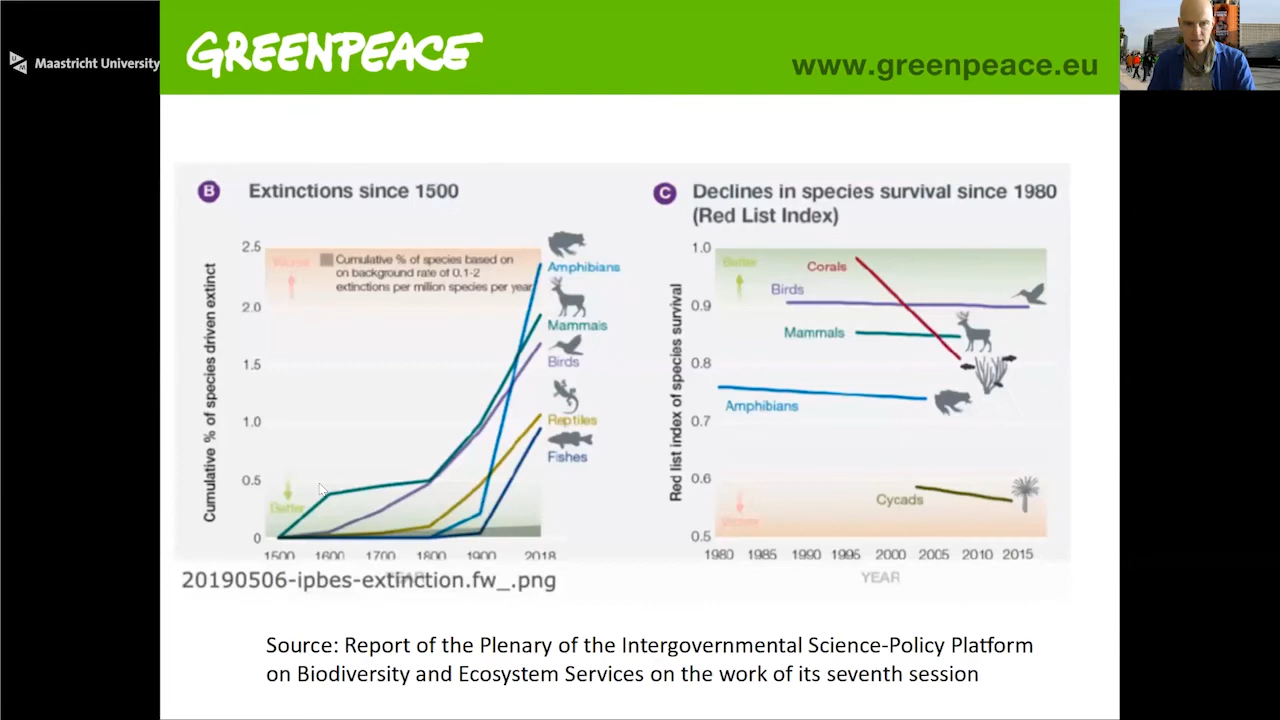 Maastricht University
GREENPEACE
www.greenpeace.eu
B
Extinctions since 1500
Cumulative % of species driven extinct
2.5
2.0
1.5
1.0
0.5
0
Worse
Cumulative % of species based on
on background rate of 0.1-2
extinctions per million species per year
Better
Amphibians
Mammals
Birds
Reptiles
Fishes
1500 1600 1700 1800 1900 2018
YEAR
20190506-ipbes-extinction.fw_.png
C
Declines in species survival since 1980
(Red List Index)
Red list index of species survival
1.0
0.9
0.8
0.7
0.6
0.5
Better
Corals
Birds
Mammals
Amphibians
Cycads
Worse
1980 1985 1990 1995 2000 2005 2010 2015
YEAR
Source: Report of the Plenary of the Intergovernmental Science-Policy Platform
on Biodiversity and Ecosystem Services on the work of its seventh session